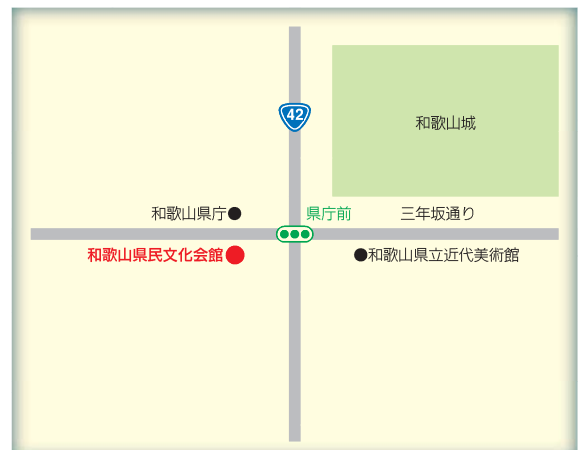 42
和歌山城
和歌山県庁●
県庁前
三年坂通り
和歌山県民文化会館●
●和歌山県立近代美術館